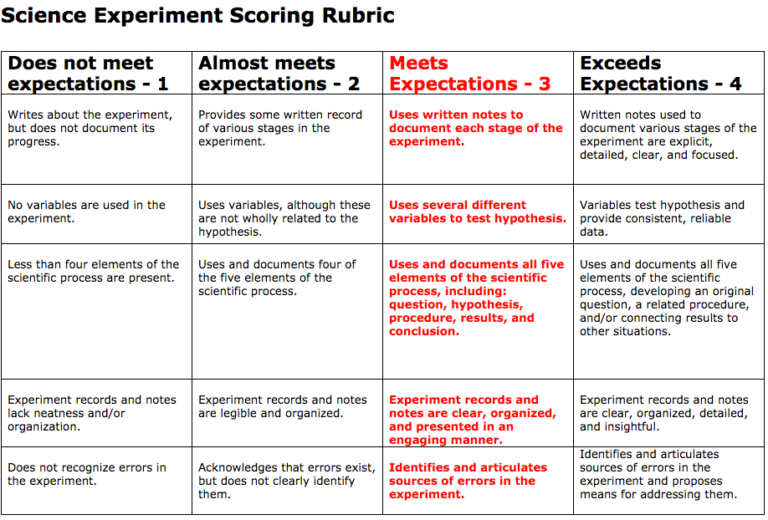 Science Experiment Scoring Rubric
Does not meet
expectations - 1
Almost meets
expectations - 2
Meets
Expectations - 3
Exceeds
Expectations - 4
Writes about the experiment,
but does not document its
progress.
Provides some written record
of various stages in the
experiment.
Uses written notes to
document each stage of the
experiment.
Written notes used to
document various stages of the
experiment are explicit,
detailed, clear, and focused.
No variables are used in the
experiment.
Uses variables, although these
are not wholly related to the
hypothesis.
Uses several different
variables to test hypothesis.
Variables test hypothesis and
provide consistent, reliable
data.
Less than four elements of the
scientific process are present.
Uses and documents four of
the five elements of the
scientific process.
Uses and documents all five
elements of the scientific
process, including:
question, hypothesis,
procedure, results, and
conclusion.
Uses and documents all five
elements of the scientific
process, developing an original
question, a related procedure,
and/or connecting results to
other situations.
Experiment records and notes
lack neatness and/or
organization.
Experiment records and notes
are legible and organized.
Experiment records and
notes are clear, organized,
and presented in an
engaging manner.
Experiment records and notes
are clear, organized, detailed,
and insightful.
Does not recognize errors in
the experiment.
Acknowledges that errors exist,
but does not clearly identify
them.
Identifies and articulates
sources of errors in the
experiment.
Identifies and articulates
sources of errors in the
experiment and proposes
means for addressing them.